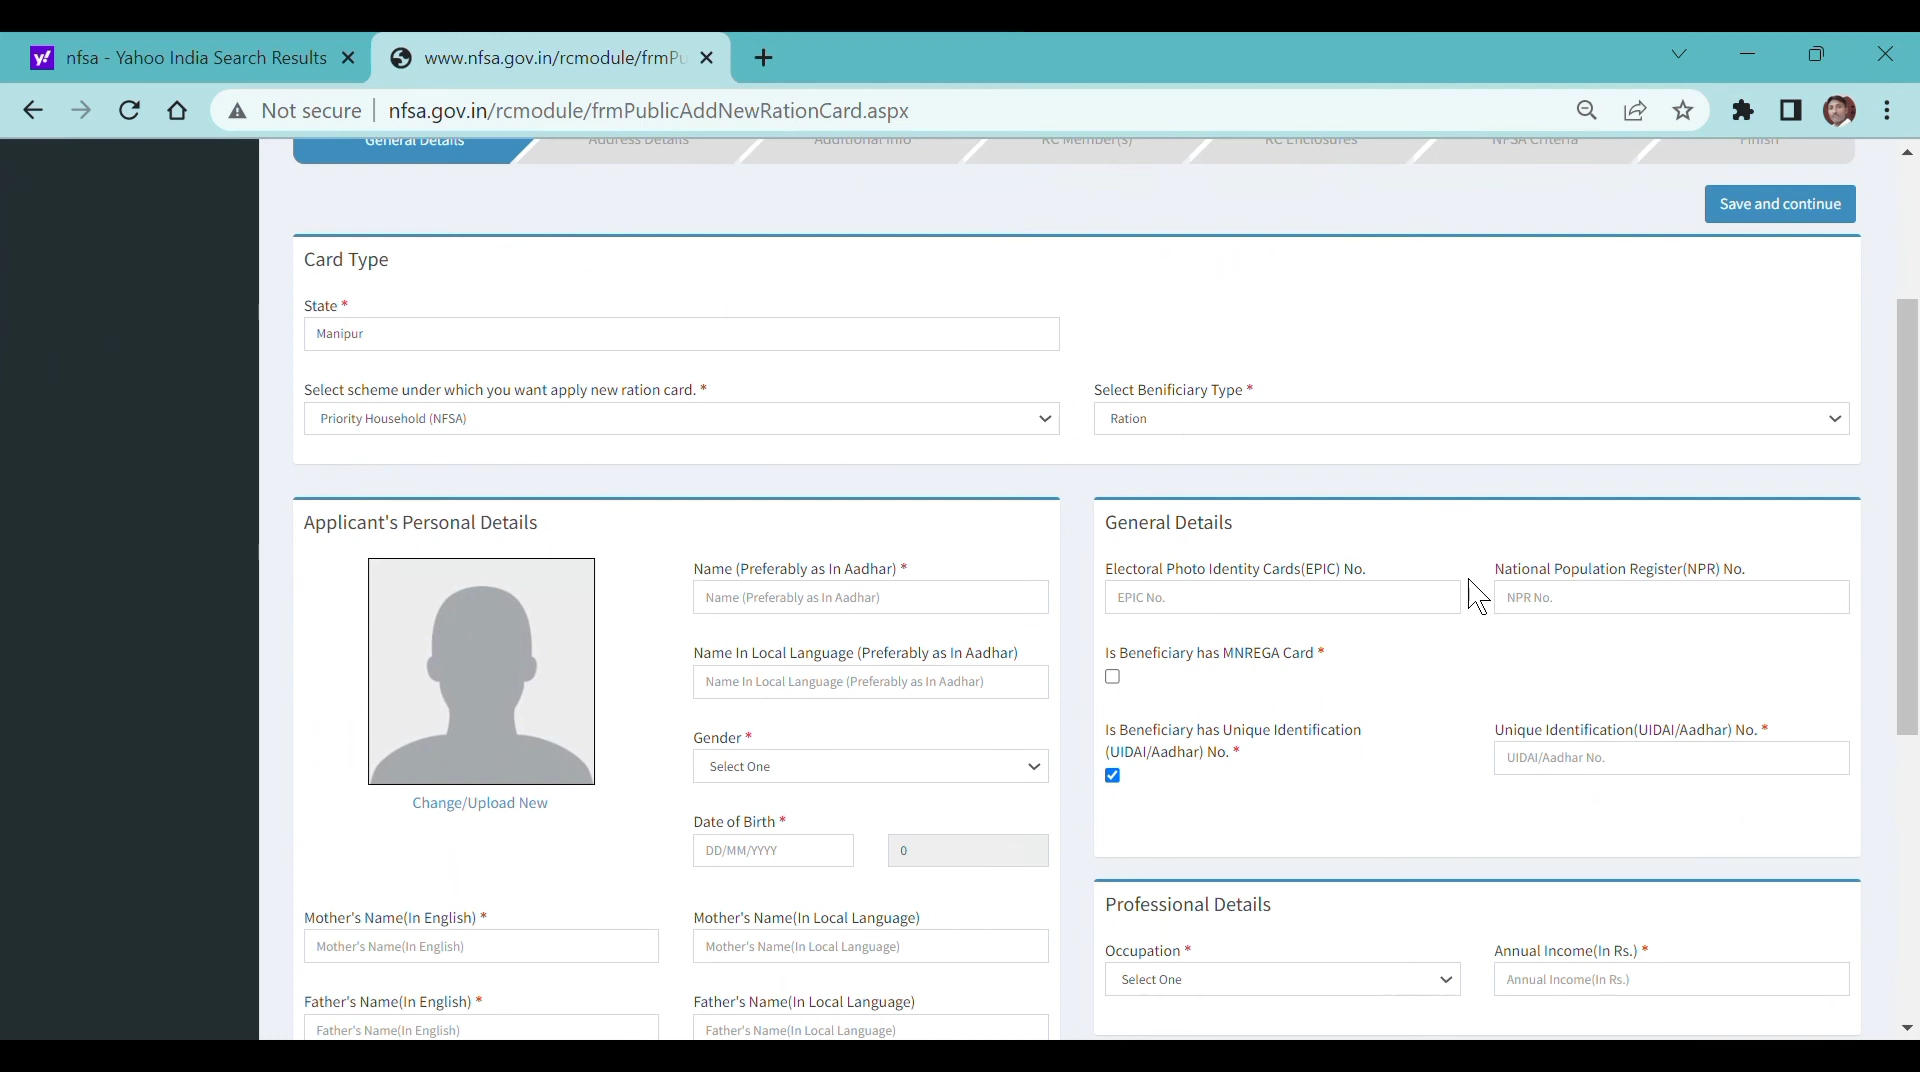 nfsa - Yahoo India Search Results
www.nfsa.gov.in/rcmodule/frmPu
Not secure
nfsa.gov.in/rcmodule/frmPublicAddNewRationCard.aspx
General Details
Address Details
Additional Info
RC Member(s)
RC Enclosures
NFSA Criteria
Finish
Save and continue
Card Type
State *
Manipur
Select scheme under which you want apply new ration card. *
Select Benificiary Type *
Priority Household (NFSA)
Ration
Applicant's Personal Details
Change/Upload New
Name (Preferably as In Aadhar) *
Name (Preferably as In Aadhar)
Name In Local Language (Preferably as In Aadhar)
Name In Local Language (Preferably as In Aadhar)
Gender *
Select One
Date of Birth *
DD/MM/YYYY
0
Mother's Name(In English) *
Mother's Name(In Local Language)
Mother's Name(In English)
Mother's Name(In Local Language)
Father's Name(In English) *
Father's Name(In Local Language)
Father's Name(In English)
Father's Name(In Local Language)
General Details
Electoral Photo Identity Cards(EPIC) No.
National Population Register(NPR) No.
EPIC No.
NPR No.
Is Beneficiary has MNREGA Card *
Is Beneficiary has Unique Identification
(UIDAI/Aadhar) No. *
Unique Identification(UIDAI/Aadhar) No. *
UIDAI/Aadhar No.
Professional Details
Occupation *
Annual Income(In Rs.) *
Select One
Annual Income(In Rs.)